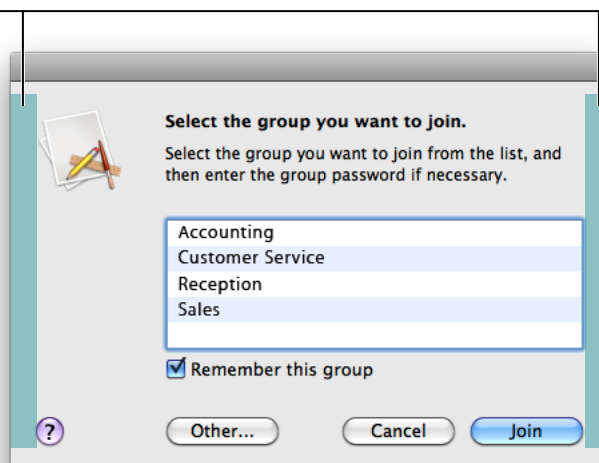 Select the group you want to join.
Select the group you want to join from the list, and
then enter the group password if necessary.
Accounting
Customer Service
Reception
Sales
Remember this group
?
Other...
Cancel
Join